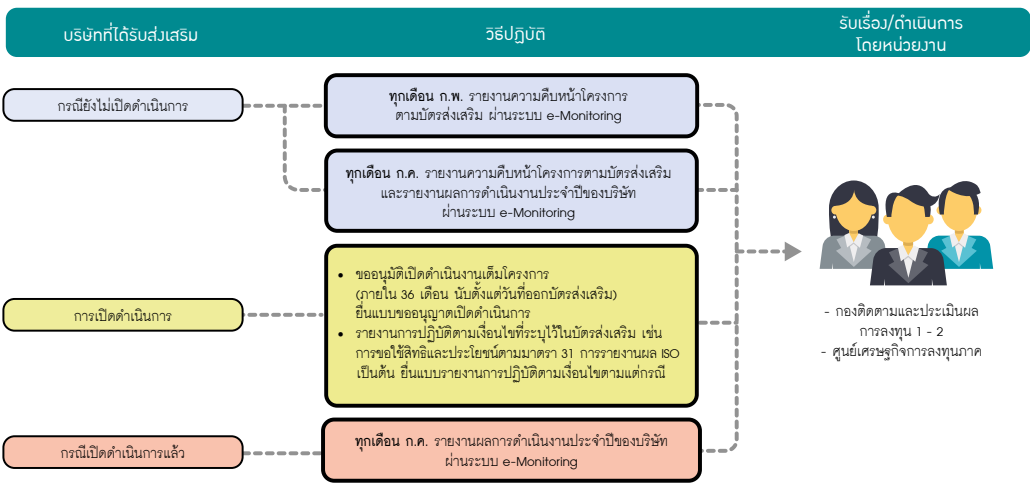 บริษัทที่ได้รับส่งเสริม
วิธีปฏิบัติ
รับเรื่อง/ดำเนินการ
โดยหน่วยงาน
กรณียังไม่เปิดดำเนินการ
ทุกเดือน ก.พ. รายงานความคืบหน้าโครงการ
ตามบัตรส่งเสริม ผ่านระบบ e-Monitoring
ทุกเดือน ก.ค. รายงานความคืบหน้าโครงการตามบัตรส่งเสริม
และรายงานผลการดำเนินงานประจำปีของบริษัท
ผ่านระบบ e-Monitoring
การเปิดดำเนินการ
• ขออนุมัติเปิดดำเนินงานเต็มโครงการ
(ภายใน 36 เดือน นับตั้งแต่วันที่ออกบัตรส่งเสริม)
ยื่นแบบขออนุญาตเปิดดำเนินการ
• รายงานการปฏิบัติตามเงื่อนไขที่ระบุไว้ในบัตรส่งเสริม เช่น
การขอใช้สิทธิและประโยชน์ตามมาตรา 31 การรายงานผล ISO
เป็นต้น ยื่นแบบรายงานการปฏิบัติตามเงื่อนไขตามแต่กรณี
กรณีเปิดดำเนินการแล้ว
ทุกเดือน ก.ค. รายงานผลการดำเนินงานประจำปีของบริษัท
ผ่านระบบ e-Monitoring
- กองติดตามและประเมินผล
การลงทุน 1 - 2
- ศูนย์เศรษฐกิจการลงทุนภาค